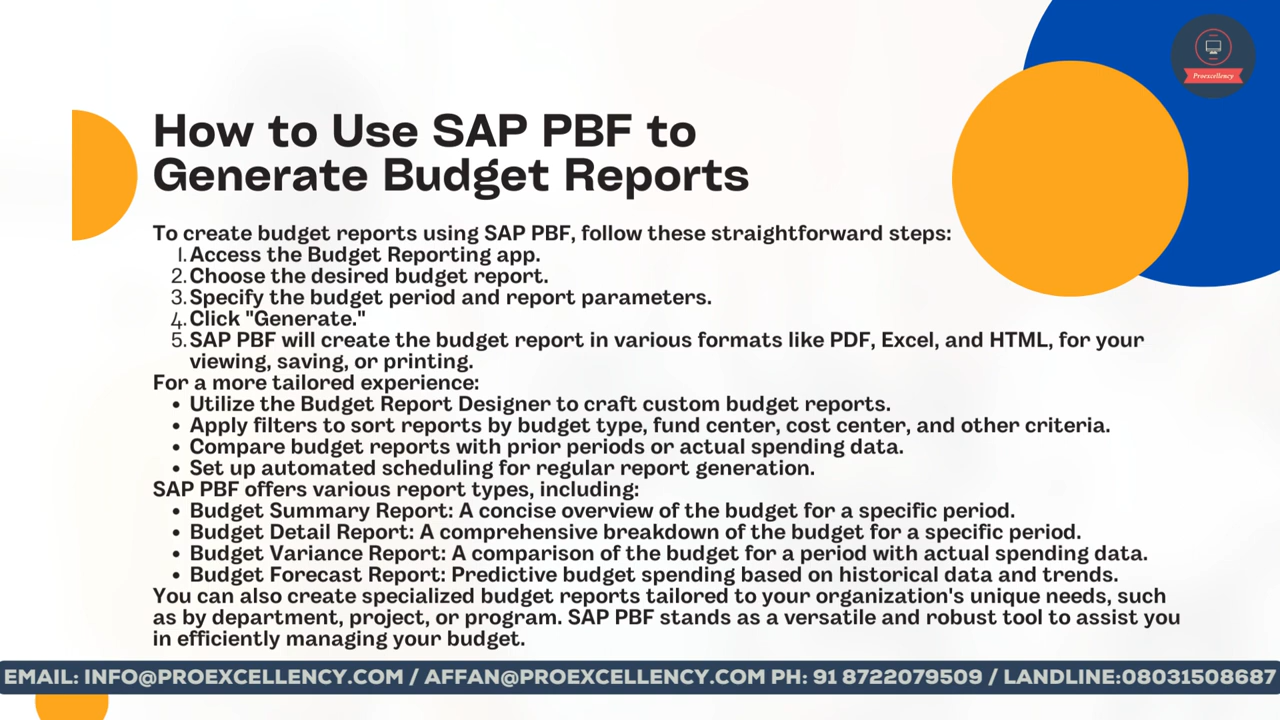 Proexcellency
How to Use SAP PBF to
Generate Budget Reports
To create budget reports using SAP PBF, follow these straightforward steps:
1. Access the Budget Reporting app.
2. Choose the desired budget report.
3. Specify the budget period and report parameters.
4. Click "Generate."
5. SAP PBF will create the budget report in various formats like PDF, Excel, and HTML, for your
viewing, saving, or printing.
For a more tailored experience:
• Utilize the Budget Report Designer to craft custom budget reports.
• Apply filters to sort reports by budget type, fund center, cost center, and other criteria.
• Compare budget reports with prior periods or actual spending data.
• Set up automated scheduling for regular report generation.
SAP PBF offers various report types, including:
• Budget Summary Report: A concise overview of the budget for a specific period.
• Budget Detail Report: A comprehensive breakdown of the budget for a specific period.
• Budget Variance Report: A comparison of the budget for a period with actual spending data.
• Budget Forecast Report: Predictive budget spending based on historical data and trends.
You can also create specialized budget reports tailored to your organization's unique needs, such
as by department, project, or program. SAP PBF stands as a versatile and robust tool to assist you
in efficiently managing your budget.
EMAIL: INFO@PROEXCELLENCY.COM / AFFAN@PROEXCELLENCY.COM PH: 91 8722079509 / LANDLINE:08031508687